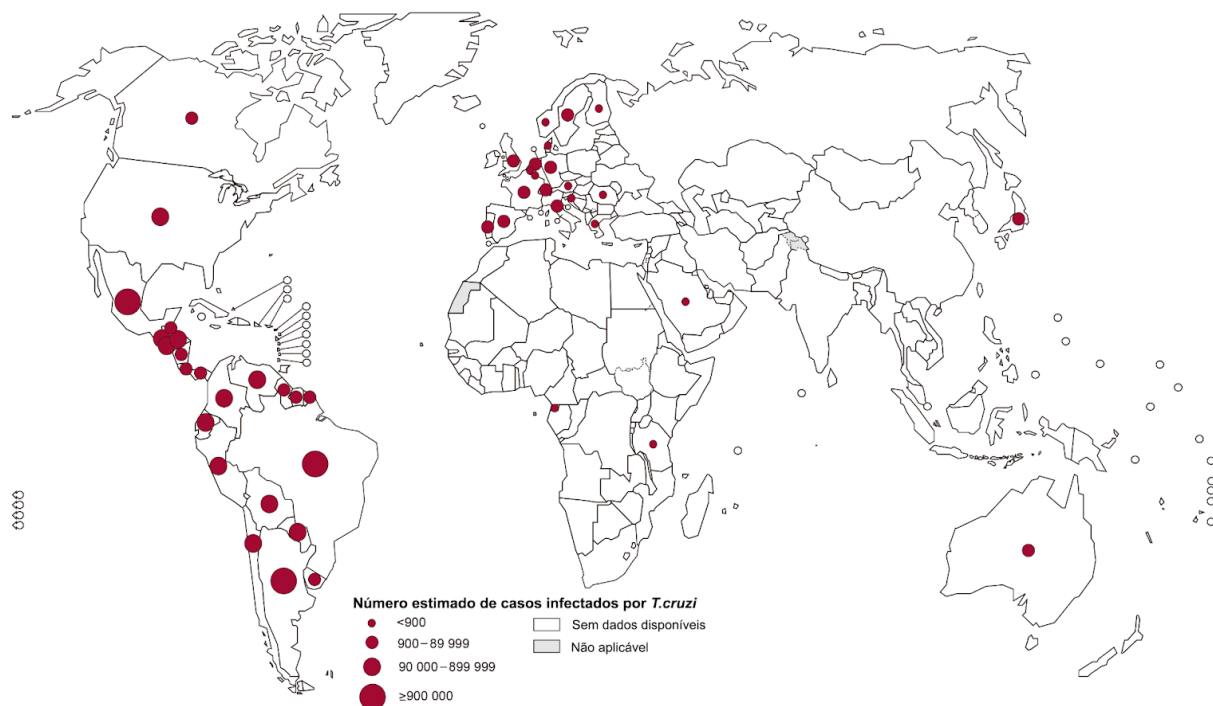 Número estimado de casos infectados por T.cruzi
<900
900–89 999
90 000–899 999
≥900 000
Sem dados disponíveis
Não aplicável